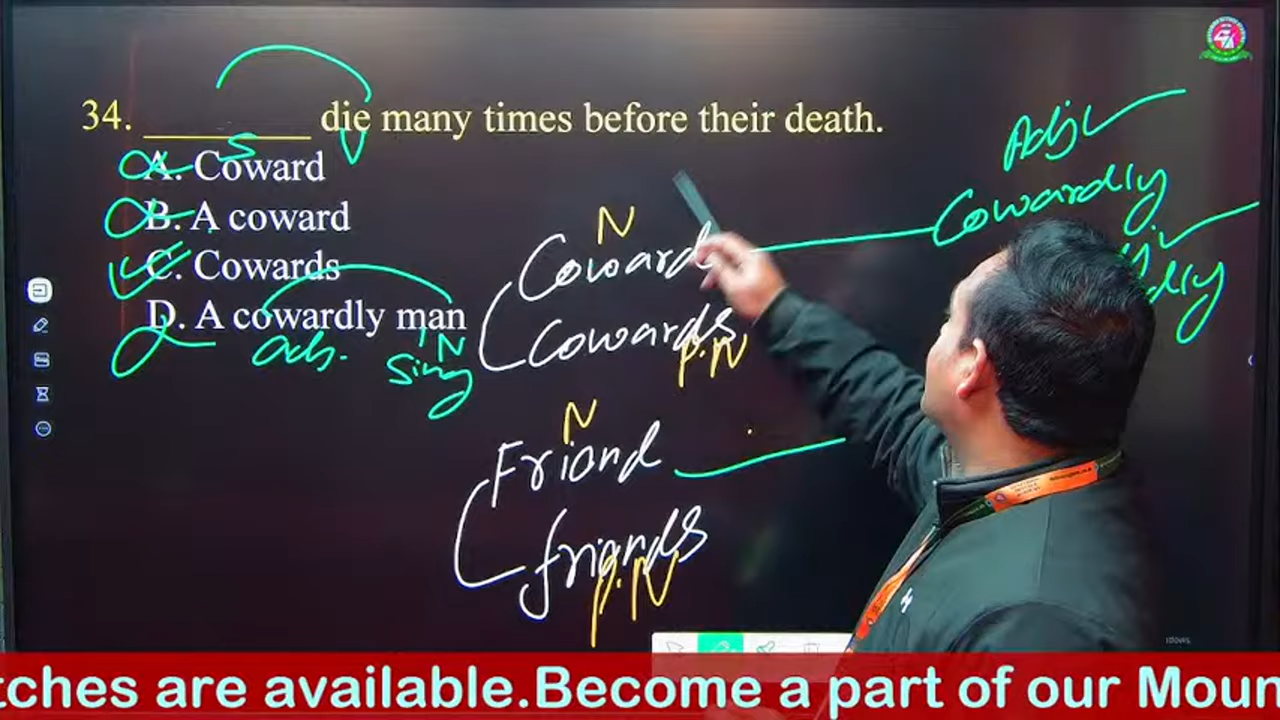 34. __________ die many times before their death.
S
V
A. Coward
B. A coward
C. Cowards
D. A cowardly man
adj.
N
Sing
N
Coward
Cowards
P.N
N
Friend
friends
P.N
Adj
Cowardly
dly
tches are available.Become a part of our Moun